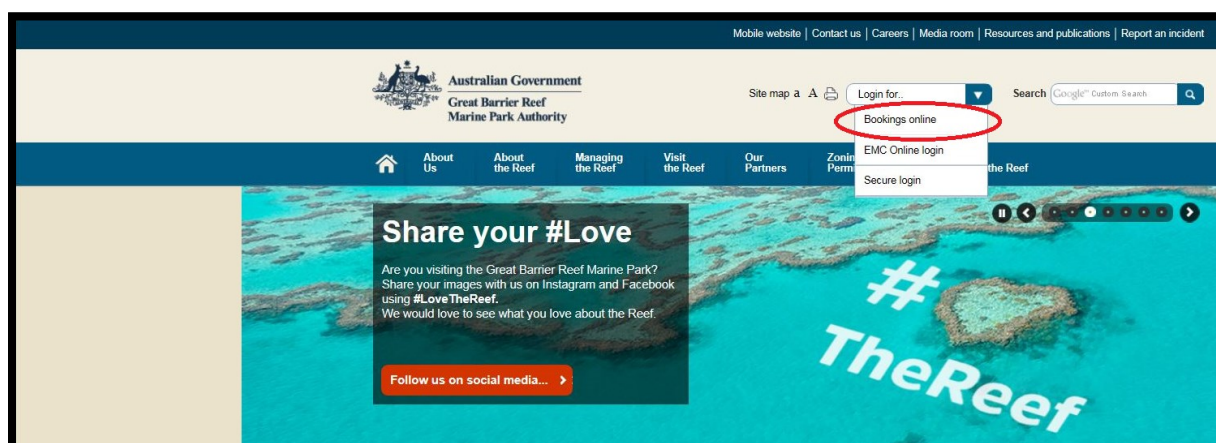 Mobile website | Contact us | Careers | Media room | Resources and publications | Report an incident
Australian Government
Great Barrier Reef
Marine Park Authority
Site map a A
Login for..
Search Google™ Custom Search
Bookings online
EMC Online login
Secure login
About Us
About the Reef
Managing the Reef
Visit the Reef
Our Partners
the Reef
Share your #Love
Are you visiting the Great Barrier Reef Marine Park?
Share your images with us on Instagram and Facebook
using #LoveTheReef.
We would love to see what you love about the Reef.
Follow us on social media...
#
TheReef